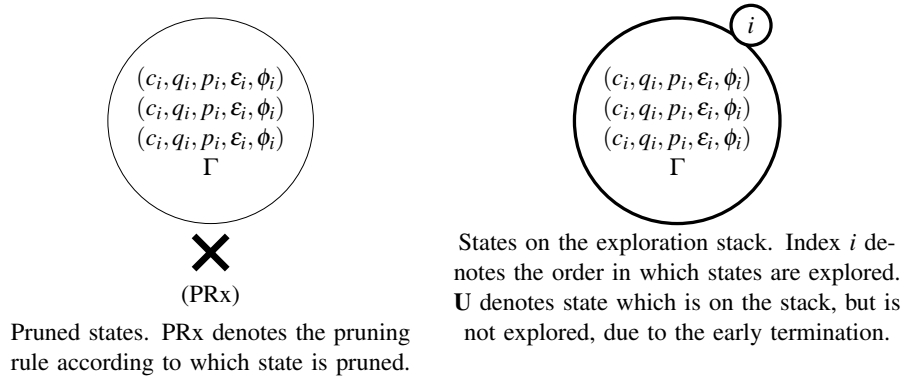 (c_i, q_i, p_i, ε_i, ϕ_i)
(c_i, q_i, p_i, ε_i, ϕ_i)
(c_i, q_i, p_i, ε_i, ϕ_i)
Γ
(PRx)
Pruned states. PRx denotes the pruning
rule according to which state is pruned.
i
(c_i, q_i, p_i, ε_i, ϕ_i)
(c_i, q_i, p_i, ε_i, ϕ_i)
(c_i, q_i, p_i, ε_i, ϕ_i)
Γ
States on the exploration stack. Index i de-
notes the order in which states are explored.
U denotes state which is on the stack, but is
not explored, due to the early termination.